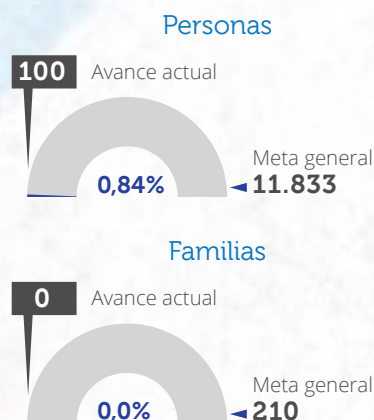 Personas
100 Avance actual
Meta general
0,84% 11.833
Familias
0 Avance actual
Meta general
0,0% 210